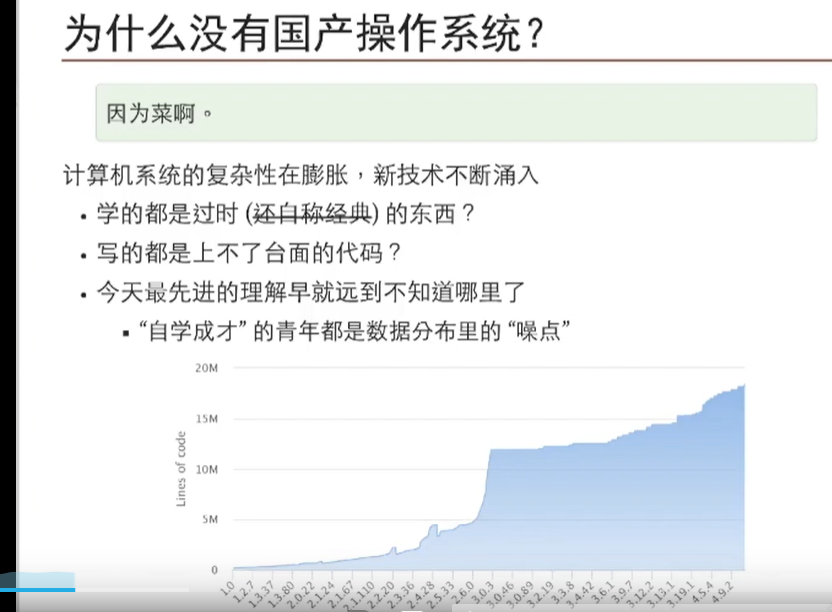 为什么没有国产操作系统？
因为菜啊。
计算机系统的复杂性在膨胀，新技术不断涌入
• 学的都是过时 (还自称经典) 的东西？
• 写的都是上不了台面的代码？
• 今天最先进的理解早就远到不知道哪里了
▪ “自学成才” 的青年都是数据分布里的 “噪点”
20M
15M
10M
5M
0
Lines of code
1.0
1.2.7
1.3.37
1.3.80
2.0.22
2.1.24
2.1.67
2.1.110
2.2.20
2.3.36
2.4.28
2.5.33
2.6.0
3.0.3
3.0.46
3.0.89
3.2.19
3.3.8
3.4.42
3.6.1
3.9.7
3.12.2
3.13.1
3.19.1
4.5.4
4.9.2